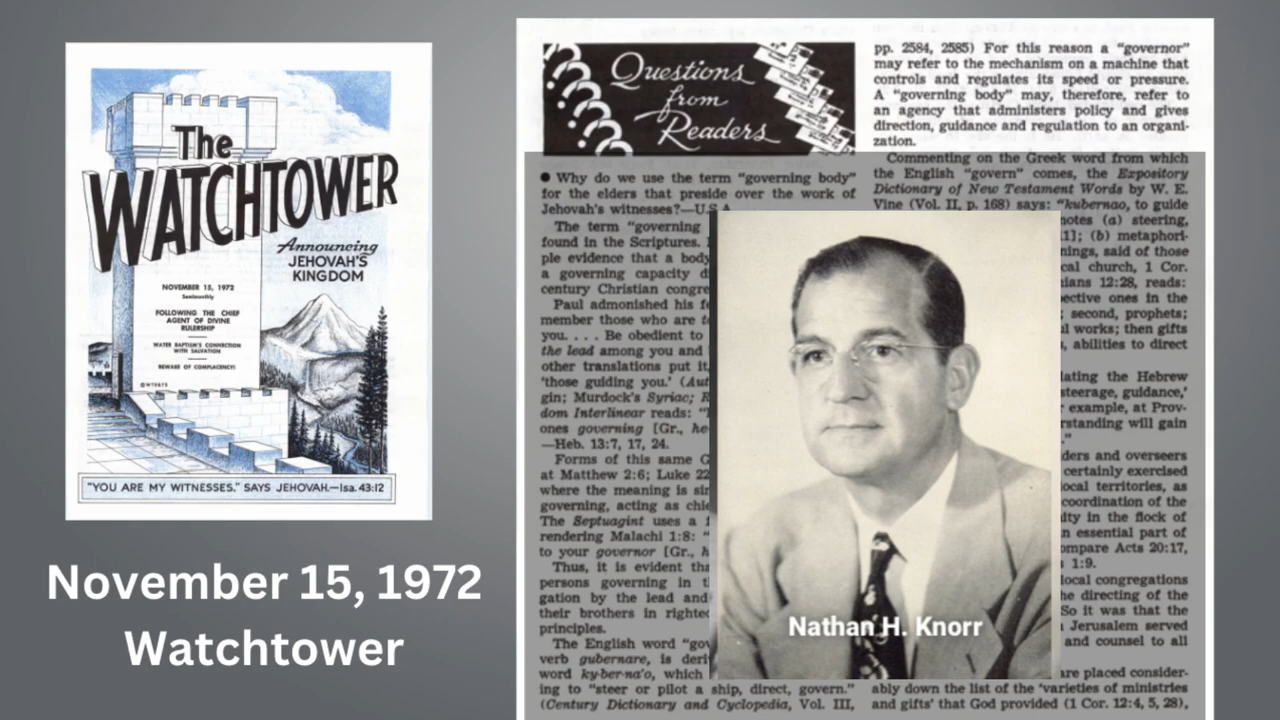 The
WATCHTOWER
Announcing
JEHOVAH'S
KINGDOM
NOVEMBER 15, 1972
Semimonthly
FOLLOWING THE CHIEF
AGENT OF DIVINE
RULERSHIP
WATER BAPTISM'S CONNECTION
WITH SALVATION
BEWARE OF COMPLACENCY!
"YOU ARE MY WITNESSES," SAYS JEHOVAH.—Isa. 43:12
November 15, 1972
Watchtower
Questions
from
Readers
● Why do we use the term "governing body"
for the elders that preside over the work of
Jehovah's witnesses?—U.S.A.
The term "governing
found in the Scriptures.
ple evidence that a body
a governing capacity
century Christian congre
Paul admonished his
member those who are
you. . . . Be obedient to
the lead among you and
other translations put it,
'those guiding you.' (Aut
gin; Murdock's Syriac; R
dom Interlinear reads:
ones governing [Gr., he
—Heb. 13:7, 17, 24.
Forms of this same G
at Matthew 2:6; Luke 22
where the meaning is
governing, acting as
The Septuagint uses a
rendering Malachi 1:8:
to your governor [Gr., h
Thus, it is evident
persons governing in
gation by the lead and
their brothers in
principles.
The English word "gov
verb gubernare, is
word ky·ber·na'o, which
ing to "steer or pilot a ship, direct, govern."
(Century Dictionary and Cyclopedia, Vol. III,
pp. 2584, 2585) For this reason a "governor"
may refer to the mechanism on a machine that
controls and regulates its speed or pressure.
A "governing body" may, therefore, refer to
an agency that administers policy and gives
direction, guidance and regulation to an organi-
zation.
Commenting on the Greek word from which
the English "govern" comes, the Expository
Dictionary of New Testament Words by W. E.
Vine (Vol. II, p. 168) says: "kubernao, to guide
notes (a) steering,
(b) metaphori-
nings, said of those
cal church, 1 Cor.
ians 12:28, reads:
ective ones in the
; second, prophets;
ul works; then gifts
, abilities to direct
lating the Hebrew
steerage, guidance,'
example, at Prov-
rstanding will gain
ders and overseers
certainly exercised
local territories, as
coordination of the
ity in the flock of
n essential part of
ompare Acts 20:17,
1:9.
local congregations
he directing of the
So it was that the
Jerusalem served
and counsel to all
are placed consider-
ably down the list of the 'varieties of ministries
and gifts' that God provided (1 Cor. 12:4, 5, 28),
Nathan H. Knorr